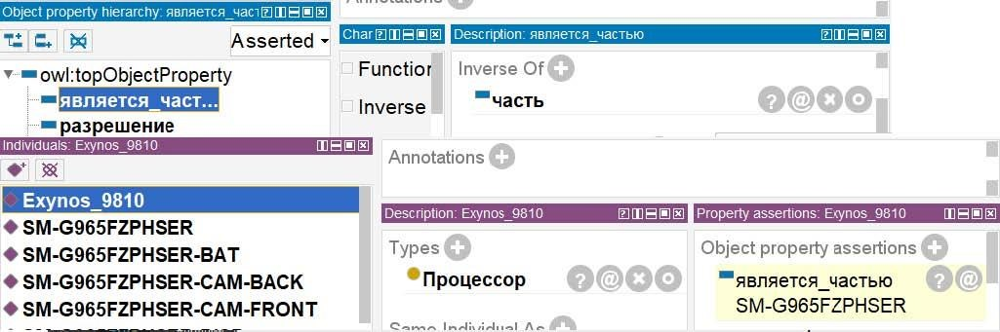 Annotations
Object property hierarchy: является_част
Asserted
owl:topObjectProperty
является_част...
разрешение
Char
Function
Inverse
Description: является_частью
Inverse Of
часть
Individuals: Exynos_9810
Exynos_9810
SM-G965FZPHSER
SM-G965FZPHSER-BAT
SM-G965FZPHSER-CAM-BACK
SM-G965FZPHSER-CAM-FRONT
Annotations
Description: Exynos_9810
Types
Процессор
Same Individual As
Property assertions: Exynos_9810
Object property assertions
является_частью
SM-G965FZPHSER